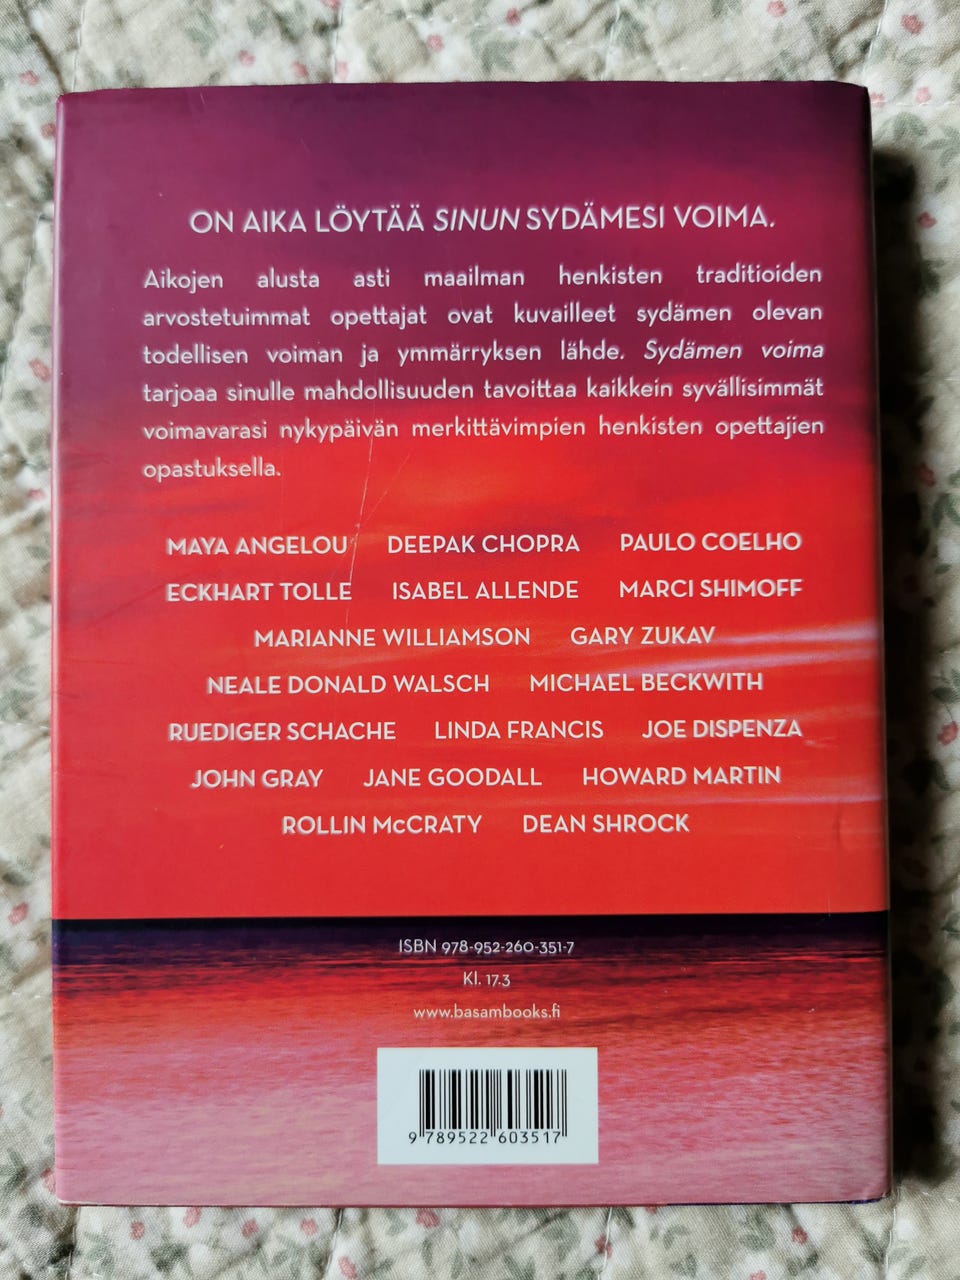 ON AIKA LÖYTÄÄ SINUN SYDÄMESI VOIMA.
Aikojen alusta asti maailman henkisten traditioiden
arvostetuimmat opettajat ovat kuvailleet sydämen olevan
todellisen voiman ja ymmärryksen lähde. Sydämen voima
tarjoaa sinulle mahdollisuuden tavoittaa kaikkein syvällisimmät
voimavarasi nykypäivän merkittävimpien henkisten opettajien
opastuksella.
MAYA ANGELOU DEEPAK CHOPRA PAULO COELHO
ECKHART TOLLE ISABEL ALLENDE MARCI SHIMOFF
MARIANNE WILLIAMSON GARY ZUKAV
NEALE DONALD WALSCH MICHAEL BECKWITH
RUEDIGER SCHACHE LINDA FRANCIS JOE DISPENZA
JOHN GRAY JANE GOODALL HOWARD MARTIN
ROLLIN McCRATY DEAN SHROCK
ISBN 978-952-260-351-7
Kl. 17.3
www.basambooks.fi
9 789522 603517